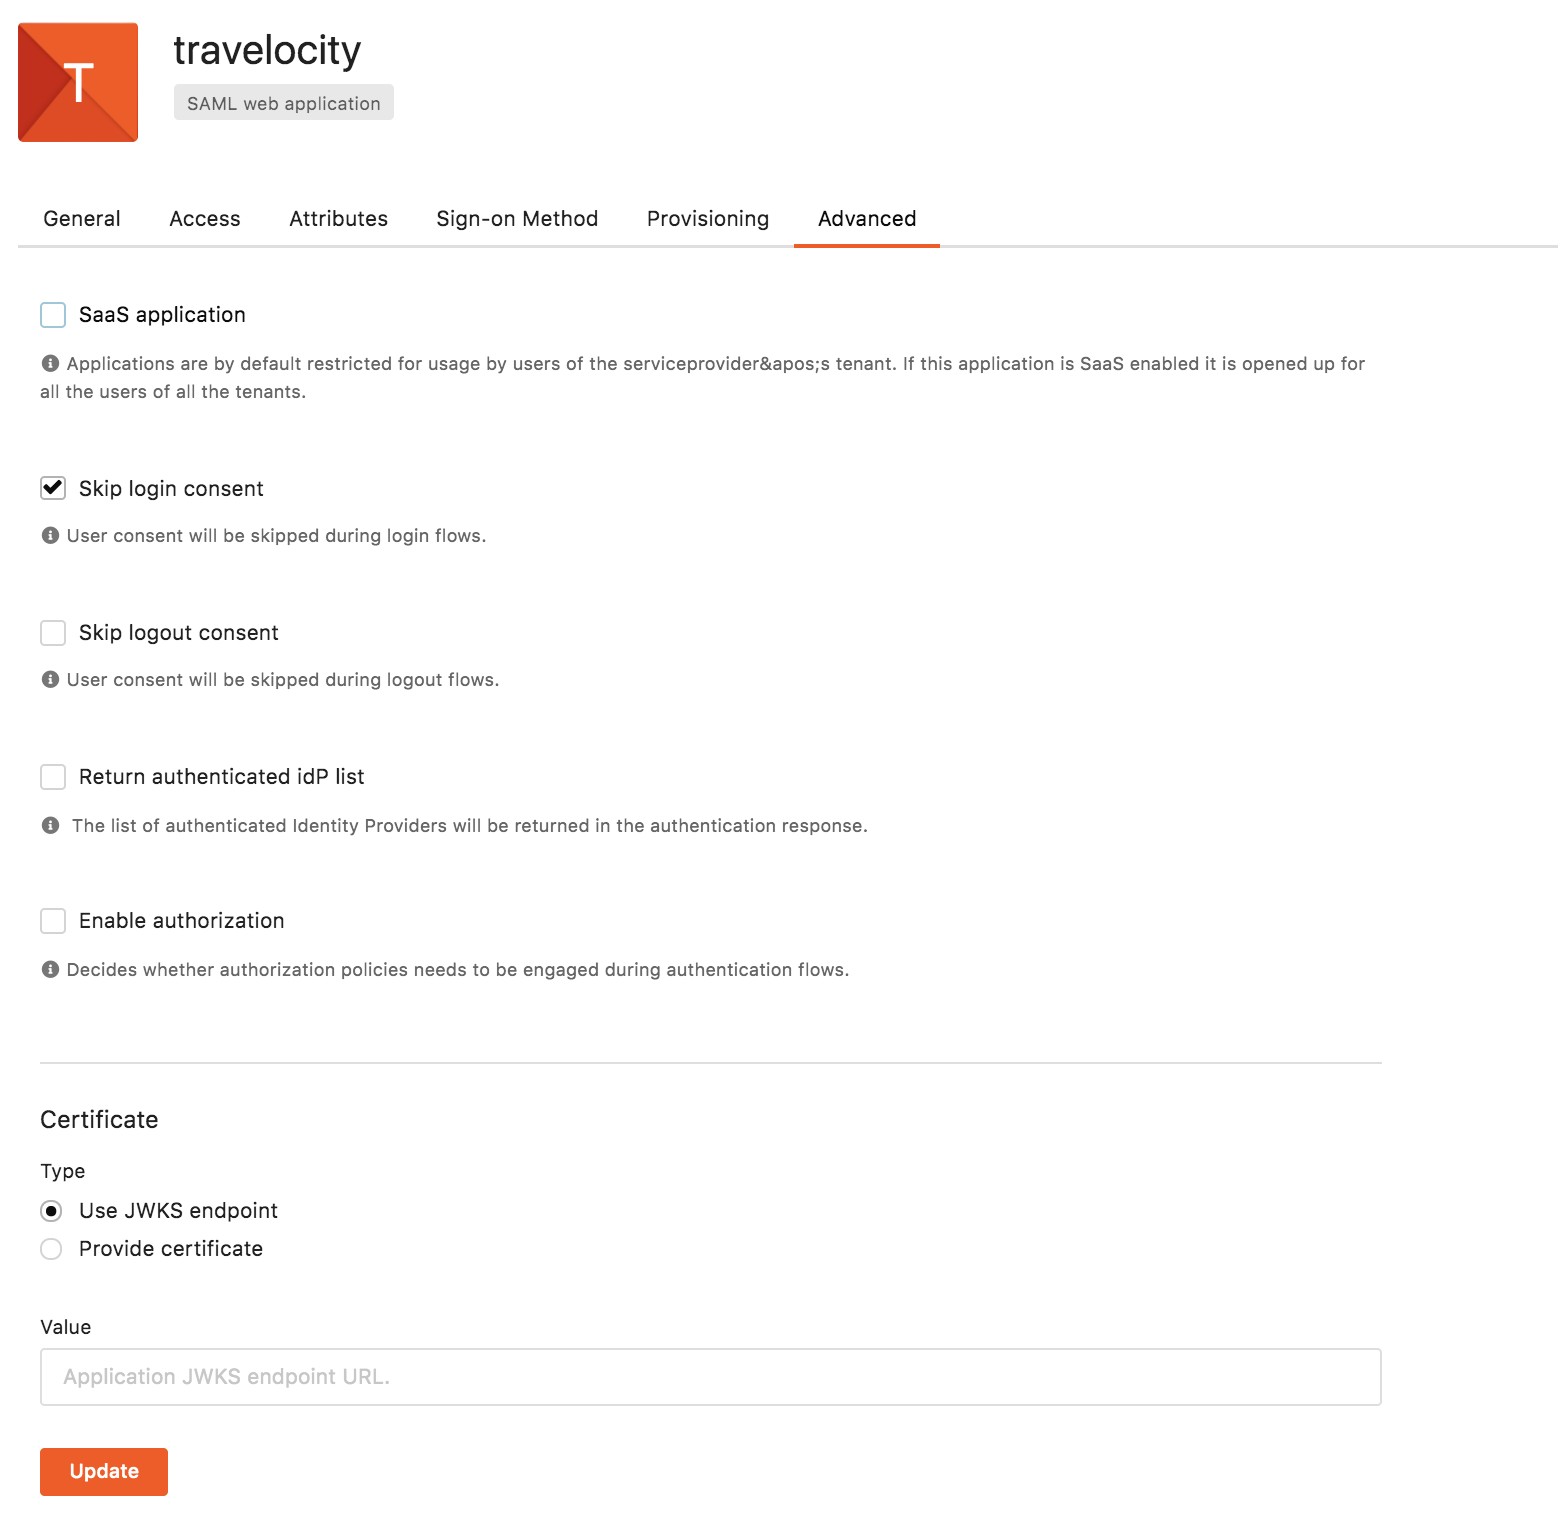 T
travelocity
SAML web application
General Access Attributes Sign-on Method Provisioning Advanced
SaaS application
Applications are by default restricted for usage by users of the serviceprovider&apos;s tenant. If this application is SaaS enabled it is opened up for
all the users of all the tenants.
Skip login consent
User consent will be skipped during login flows.
Skip logout consent
User consent will be skipped during logout flows.
Return authenticated idP list
The list of authenticated Identity Providers will be returned in the authentication response.
Enable authorization
Decides whether authorization policies needs to be engaged during authentication flows.
Certificate
Type
Use JWKS endpoint
Provide certificate
Value
Application JWKS endpoint URL.
Update